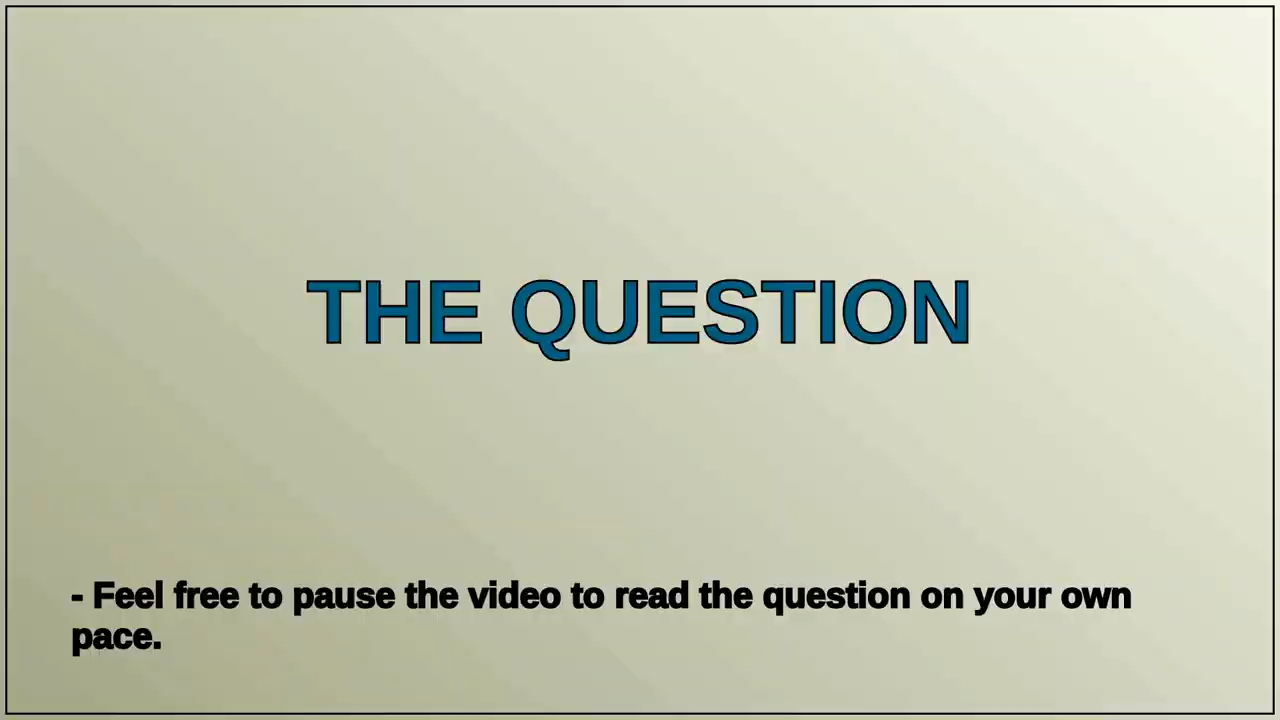 THE QUESTION
- Feel free to pause the video to read the question on your own
pace.